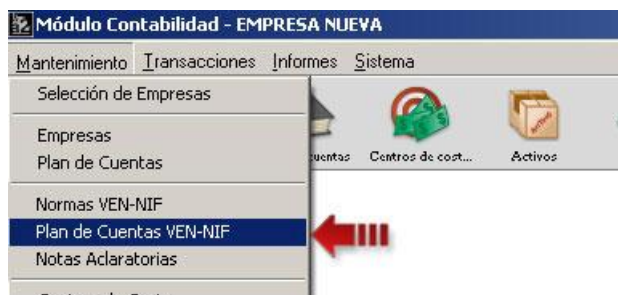 Módulo Contabilidad - EMPRESA NUEVA
Mantenimiento Transacciones Informes Sistema
Selección de Empresas
Empresas
Plan de Cuentas
cuentas Centros de cost... Activos
Normas VEN-NIF
Plan de Cuentas VEN-NIF
Notas Aclaratorias